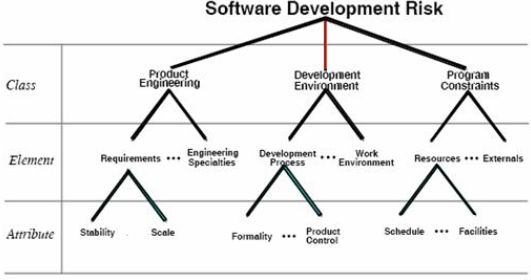 Software Development Risk
Class
Product
Engineering
Development
Environment
Program
Constraints
Element
Requirements ••• Engineering
Specialties
Development
Process ••• Work
Environment
Resources ••• Externals
Attribute
Stability . Scale
Formality ••• Product
Control
Schedule ••• Facilities